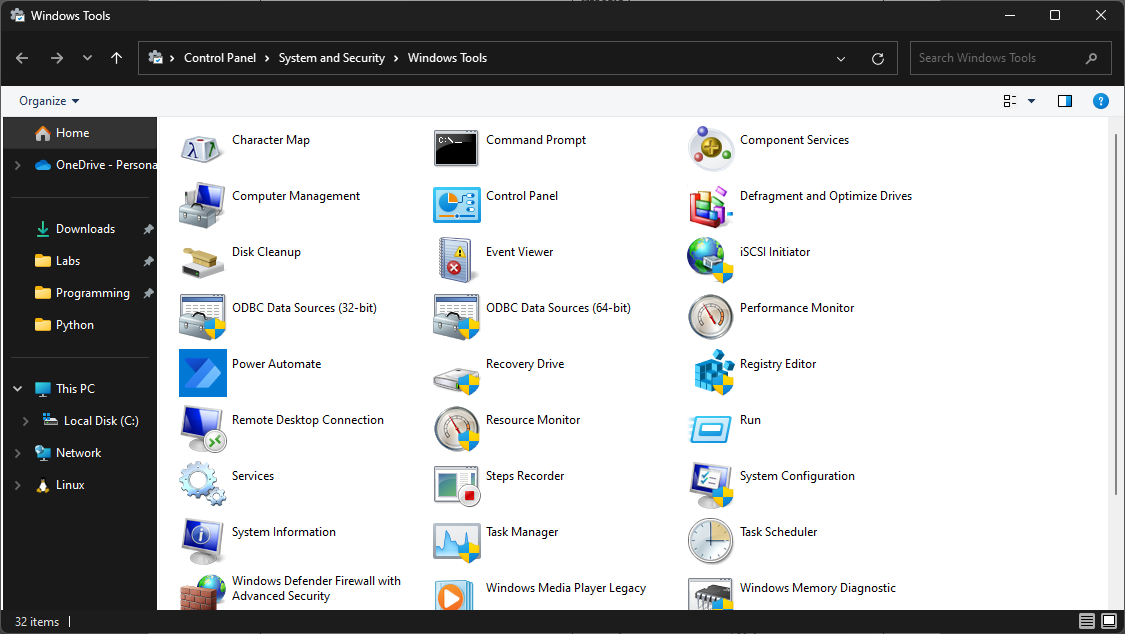 Windows Tools
Control Panel > System and Security > Windows Tools
Search Windows Tools
Organize
Home
OneDrive - Persona
Downloads
Labs
Programming
Python
This PC
Local Disk (C:)
Network
Linux
Character Map
Command Prompt
Component Services
Computer Management
Control Panel
Defragment and Optimize Drives
Disk Cleanup
Event Viewer
iSCSI Initiator
ODBC Data Sources (32-bit)
ODBC Data Sources (64-bit)
Performance Monitor
Power Automate
Recovery Drive
Registry Editor
Remote Desktop Connection
Resource Monitor
Run
Services
Steps Recorder
System Configuration
System Information
Task Manager
Task Scheduler
Windows Defender Firewall with
Advanced Security
Windows Media Player Legacy
Windows Memory Diagnostic
32 items